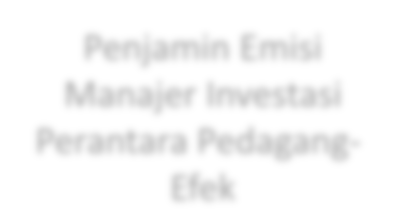 Penjamin Emisi
Manajer Investasi
Perantara Pedagang-
Efek